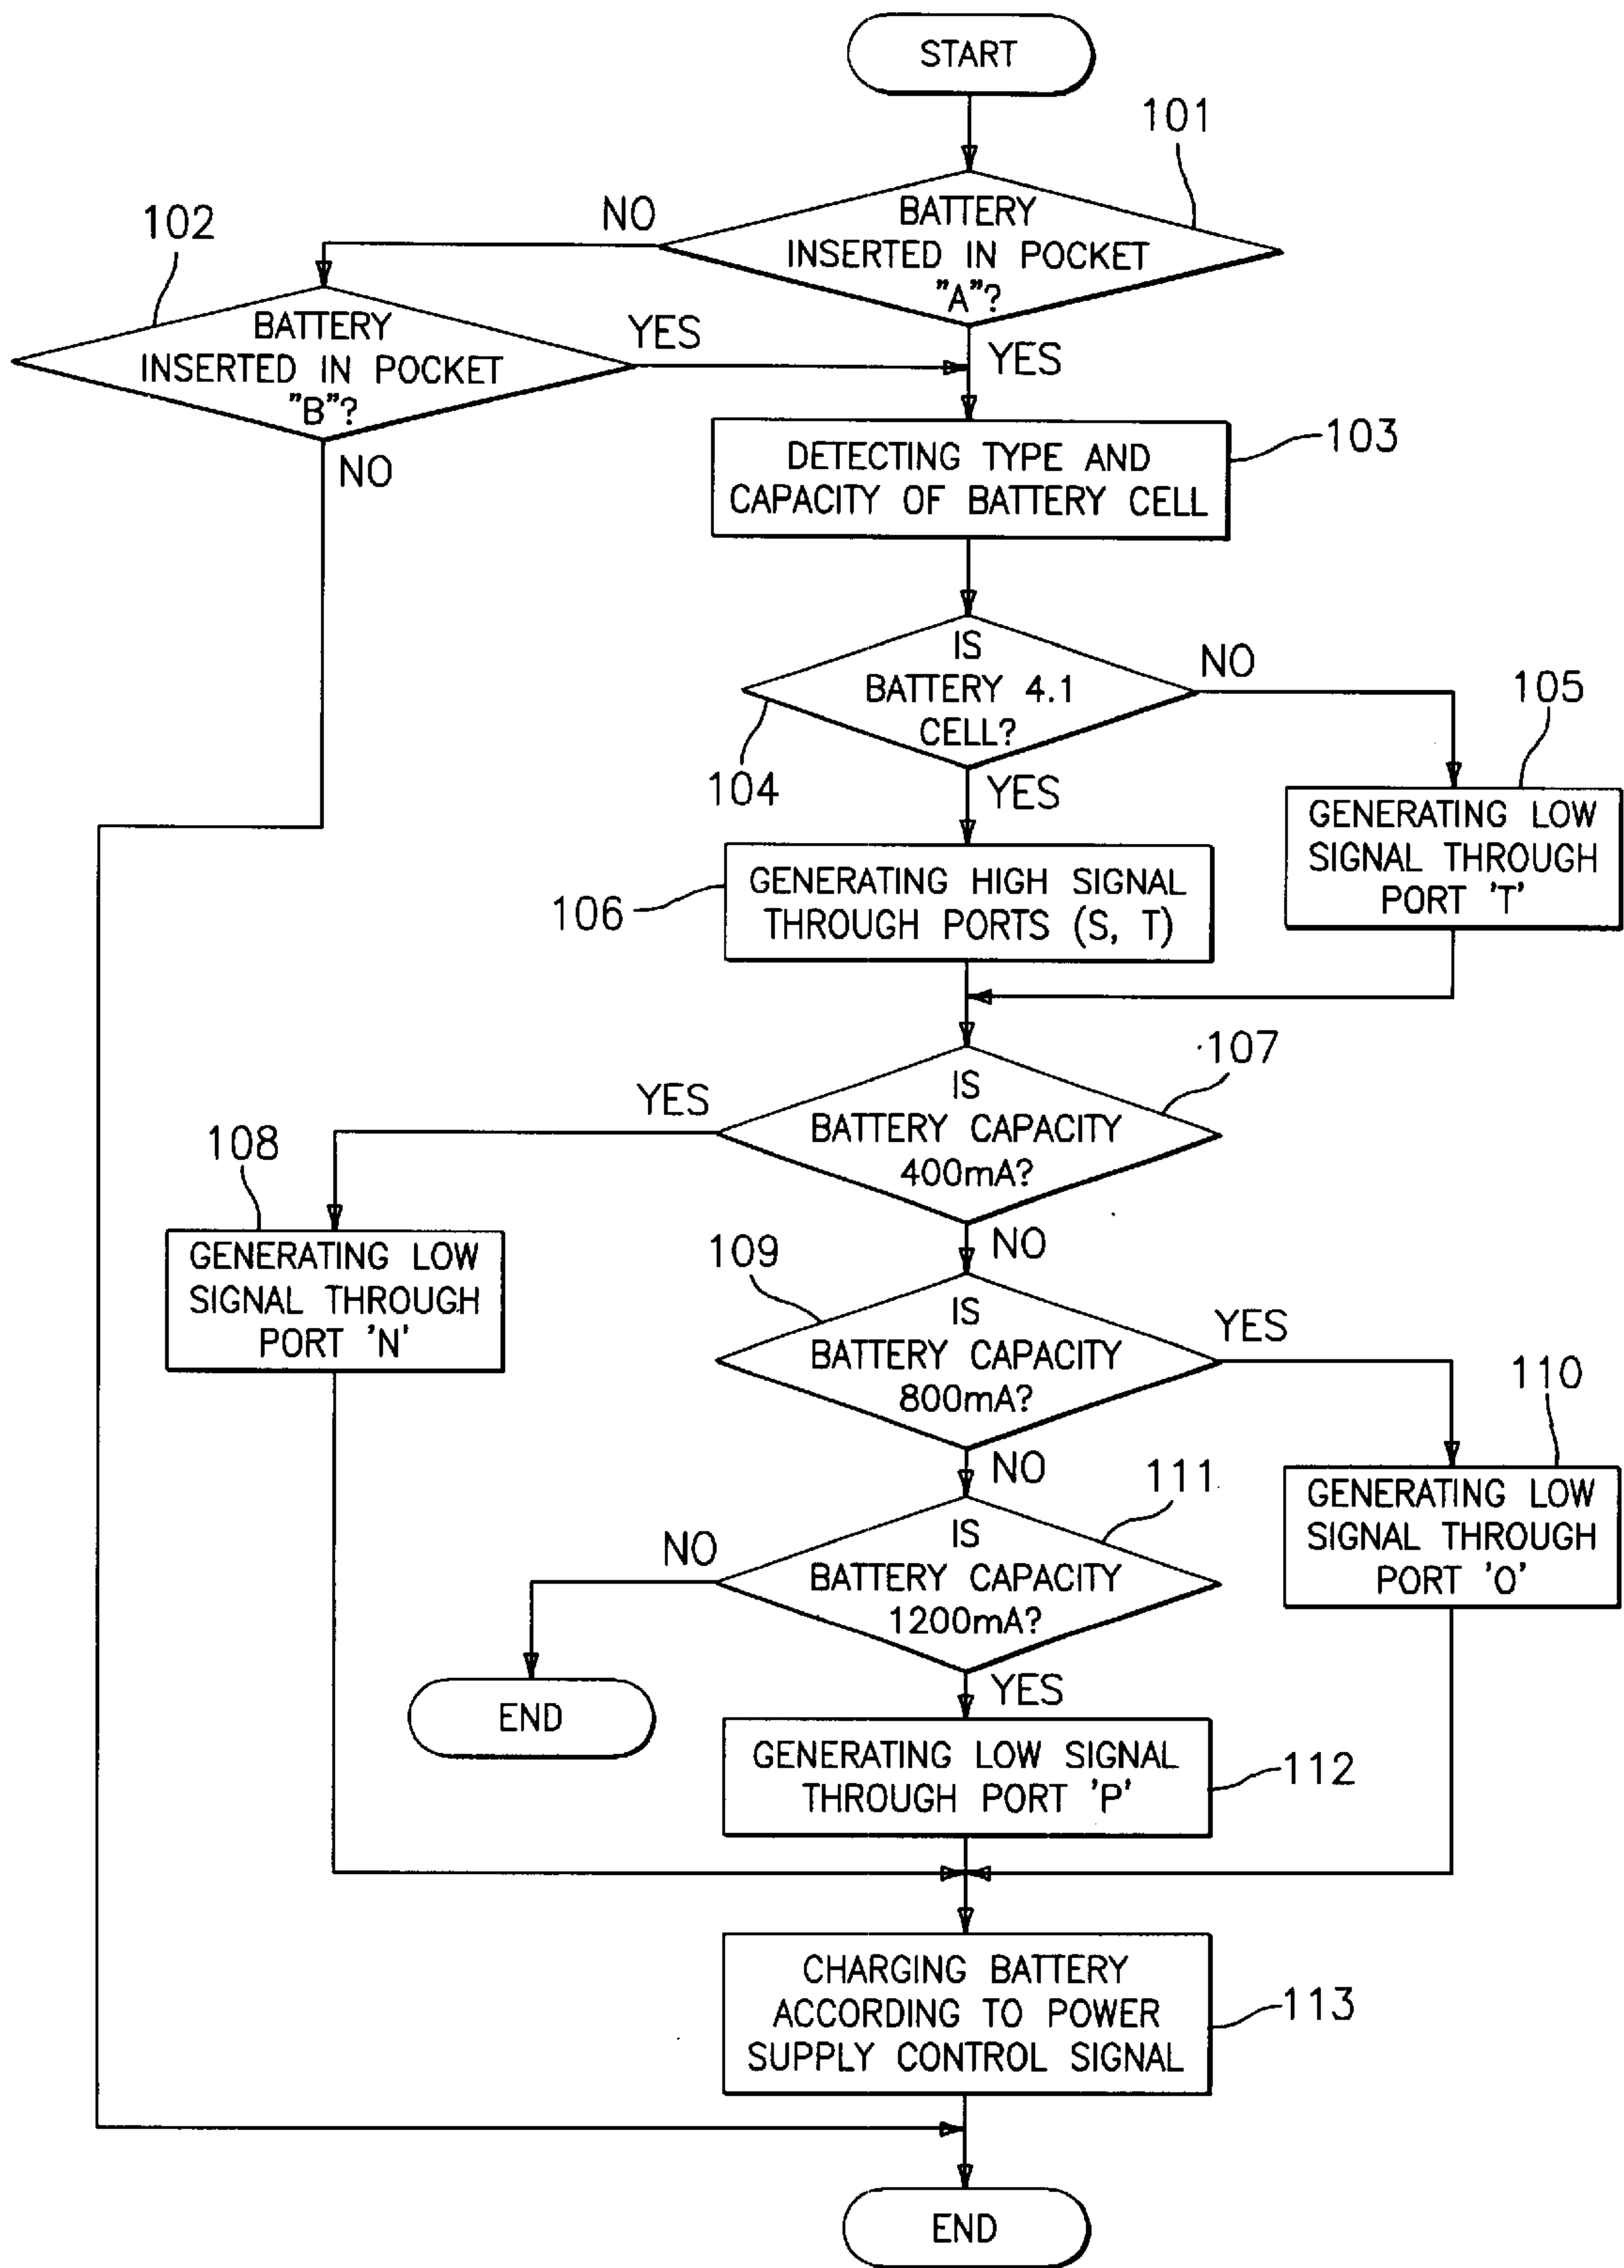 START
101
BATTERY
INSERTED IN POCKET
"A"?
NO
102
BATTERY
INSERTED IN POCKET
"B"?
YES
YES
NO
DETECTING TYPE AND
CAPACITY OF BATTERY CELL
103
IS
BATTERY 4.1
CELL?
NO
104
YES
105
GENERATING LOW
SIGNAL THROUGH
PORT 'T'
106
GENERATING HIGH SIGNAL
THROUGH PORTS (S, T)
107
IS
BATTERY CAPACITY
400mA?
YES
108
GENERATING LOW
SIGNAL THROUGH
PORT 'N'
NO
109
IS
BATTERY CAPACITY
800mA?
YES
110
GENERATING LOW
SIGNAL THROUGH
PORT 'O'
NO
111
IS
BATTERY CAPACITY
1200mA?
NO
END
YES
GENERATING LOW SIGNAL
THROUGH PORT 'P'
112
CHARGING BATTERY
ACCORDING TO POWER
SUPPLY CONTROL SIGNAL
113
END